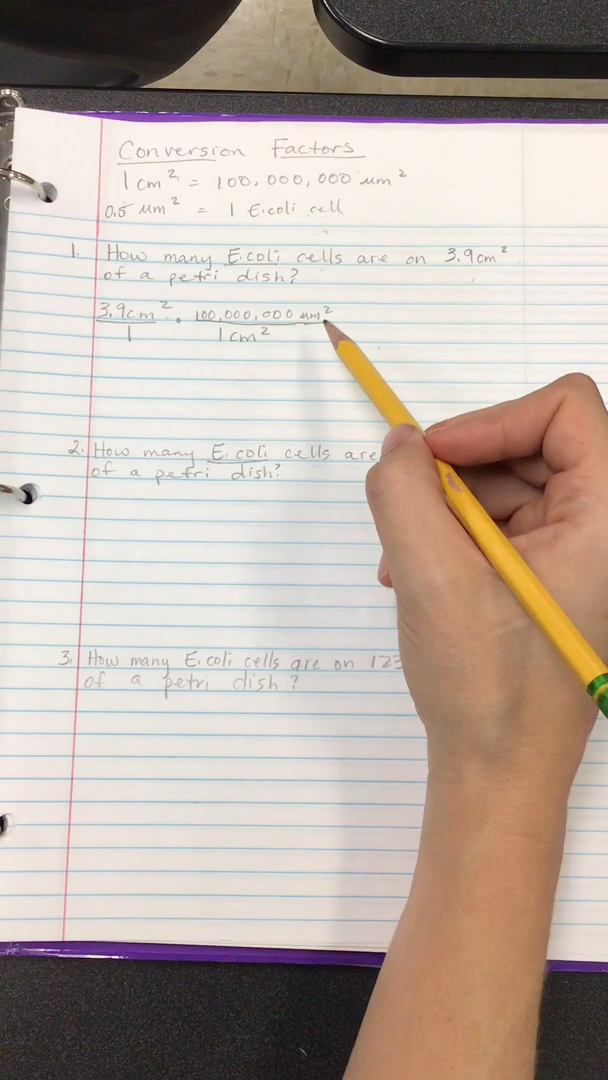 Conversion Factors
1 cm² = 100,000,000 um²
0.5 um² = 1 E.coli cell
1. How many E.coli cells are on 3.9cm²
of a petri dish?
3.9cm² · 100,000,000 um²
1 1cm²
2. How many E.coli cells are
of a petri dish?
3. How many E.coli cells are on 123
of a petri dish?